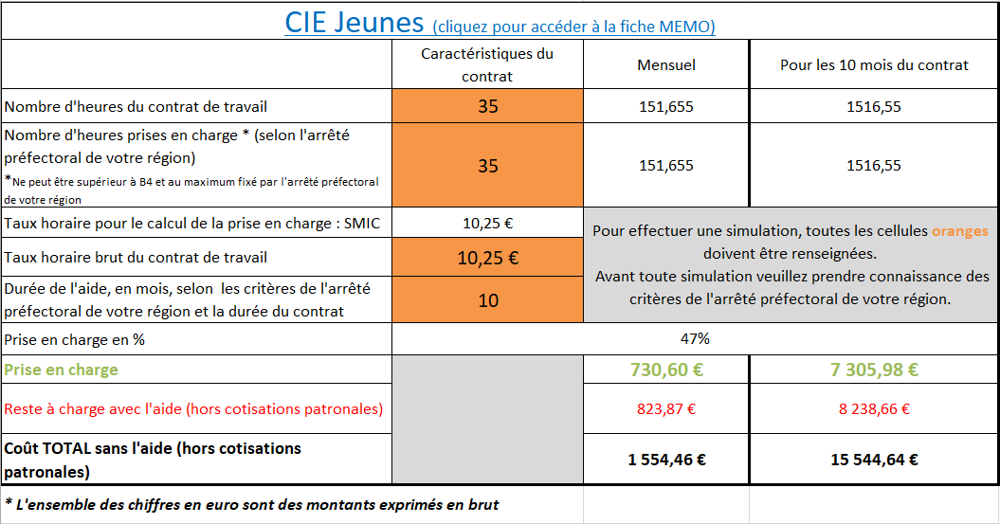 CIE Jeunes (cliquez pour accéder à la fiche MEMO)
Caractéristiques du
contrat
Mensuel
Pour les 10 mois du contrat
Nombre d'heures du contrat de travail
35
151,655
1516,55
Nombre d'heures prises en charge * (selon l'arrêté
préfectoral de votre région)
*Ne peut être supérieur à B4 et au maximum fixé par l'arrêté préfectoral
de votre région
35
151,655
1516,55
Taux horaire pour le calcul de la prise en charge : SMIC
10,25 €
Pour effectuer une simulation, toutes les cellules oranges
doivent être renseignées.
Avant toute simulation veuillez prendre connaissance des
critères de l'arrêté préfectoral de votre région.
Taux horaire brut du contrat de travail
10,25 €
Durée de l'aide, en mois, selon les critères de l'arrêté
préfectoral de votre région et la durée du contrat
10
Prise en charge en %
47%
Prise en charge
730,60 €
7 305,98 €
Reste à charge avec l'aide (hors cotisations patronales)
823,87 €
8 238,66 €
Coût TOTAL sans l'aide (hors cotisations
patronales)
1 554,46 €
15 544,64 €
* L'ensemble des chiffres en euro sont des montants exprimés en brut